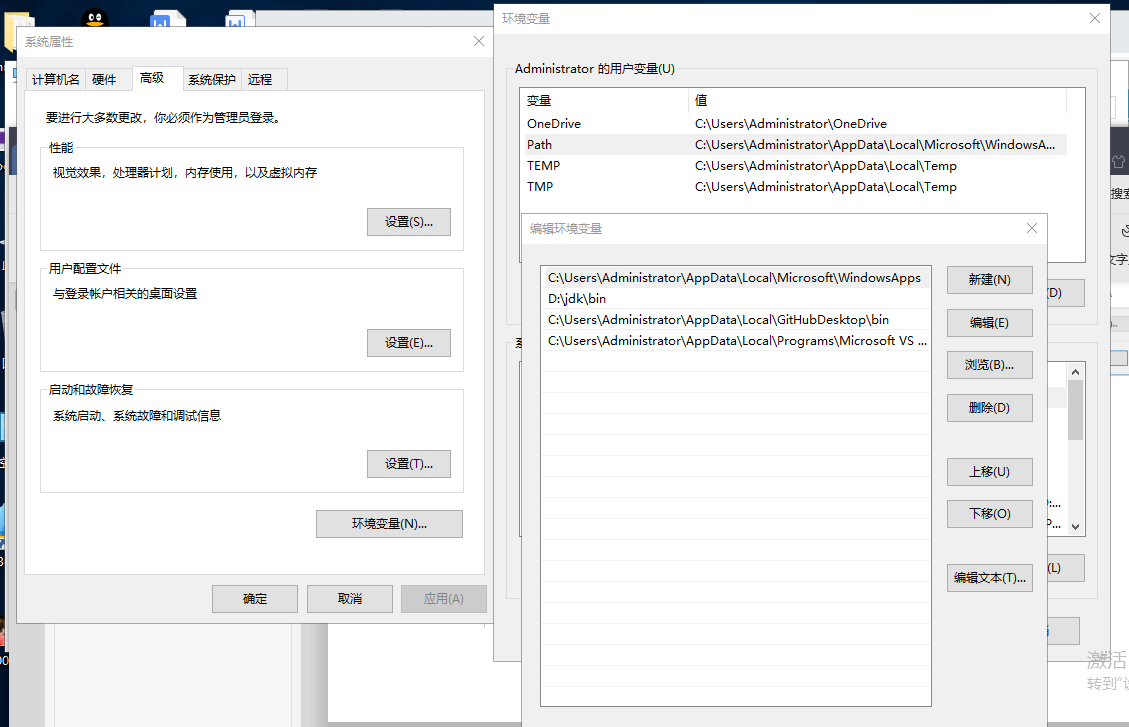 系统属性
计算机名
硬件
高级
系统保护
远程
要进行大多数更改，你必须作为管理员登录。
性能
视觉效果，处理器计划，内存使用，以及虚拟内存
设置(S)...
用户配置文件
与登录帐户相关的桌面设置
设置(E)...
启动和故障恢复
系统启动、系统故障和调试信息
设置(T)...
环境变量(N)...
确定
取消
应用(A)
环境变量
Administrator 的用户变量(U)
变量
值
OneDrive
C:\Users\Administrator\OneDrive
Path
C:\Users\Administrator\AppData\Local\Microsoft\WindowsA...
TEMP
C:\Users\Administrator\AppData\Local\Temp
TMP
C:\Users\Administrator\AppData\Local\Temp
编辑环境变量
C:\Users\Administrator\AppData\Local\Microsoft\WindowsApps
D:\jdk\bin
C:\Users\Administrator\AppData\Local\GitHubDesktop\bin
C:\Users\Administrator\AppData\Local\Programs\Microsoft VS ...
新建(N)
编辑(E)
浏览(B)...
删除(D)
上移(U)
下移(O)
编辑文本(T)...
(D)
(L)
搜索
激活
转到"